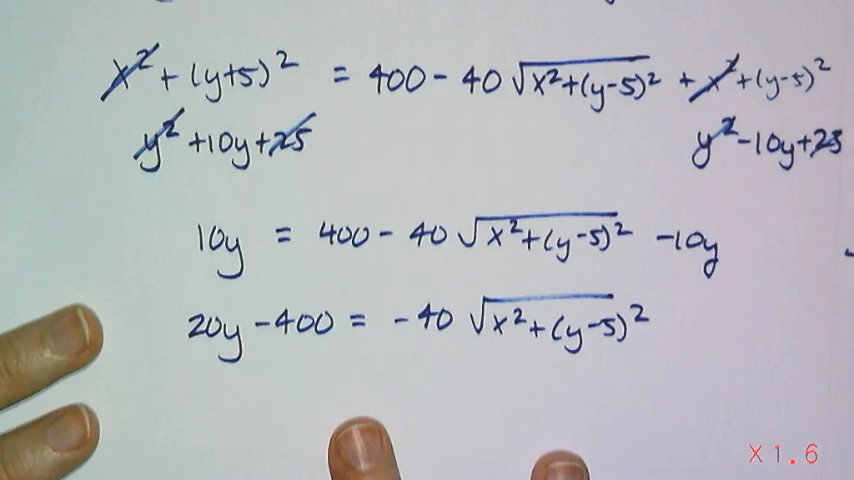 x² + (y+5)² = 400 - 40 √x²+(y-5)² + x² + (y-5)²
y² + 10y + 25 y² - 10y + 25
10y = 400 - 40 √x²+(y-5)² - 10y
20y - 400 = - 40 √x²+(y-5)²
X 1.6